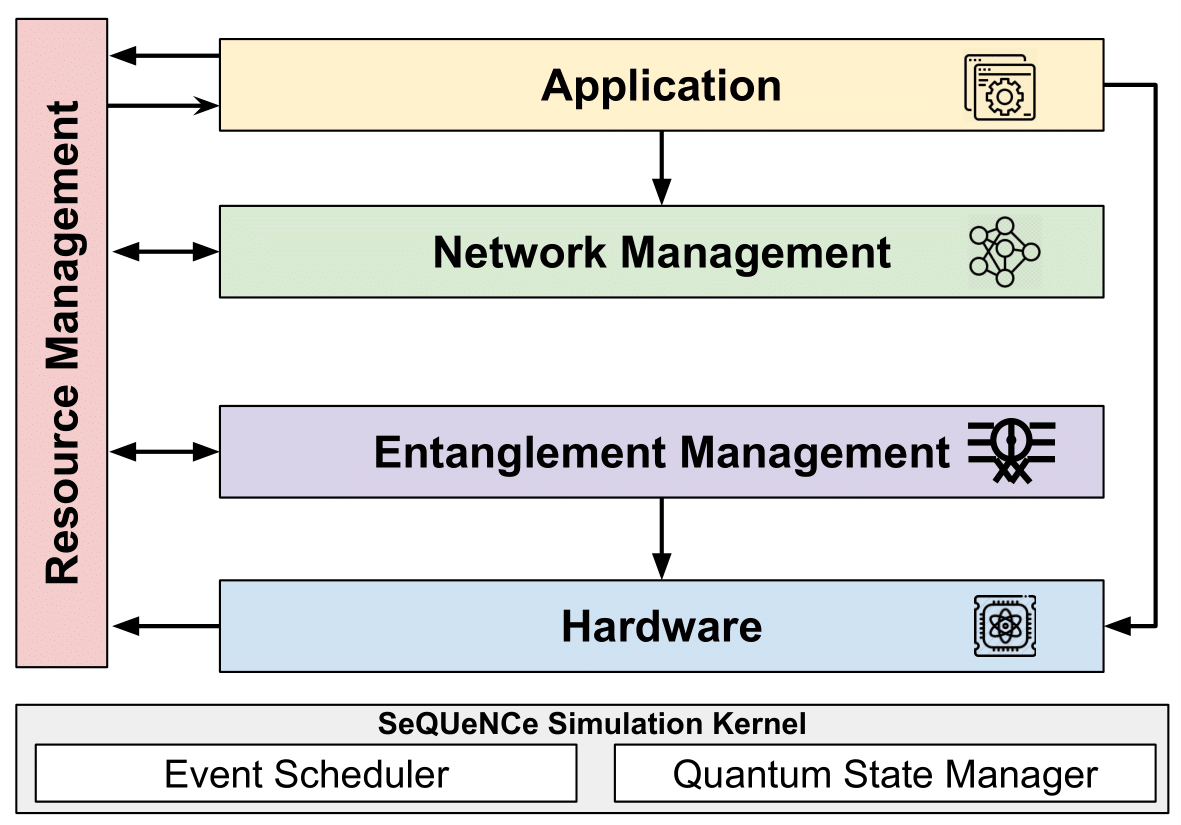 Resource Management
Application
Network Management
Entanglement Management
Hardware
SeQUeNCe Simulation Kernel
Event Scheduler
Quantum State Manager